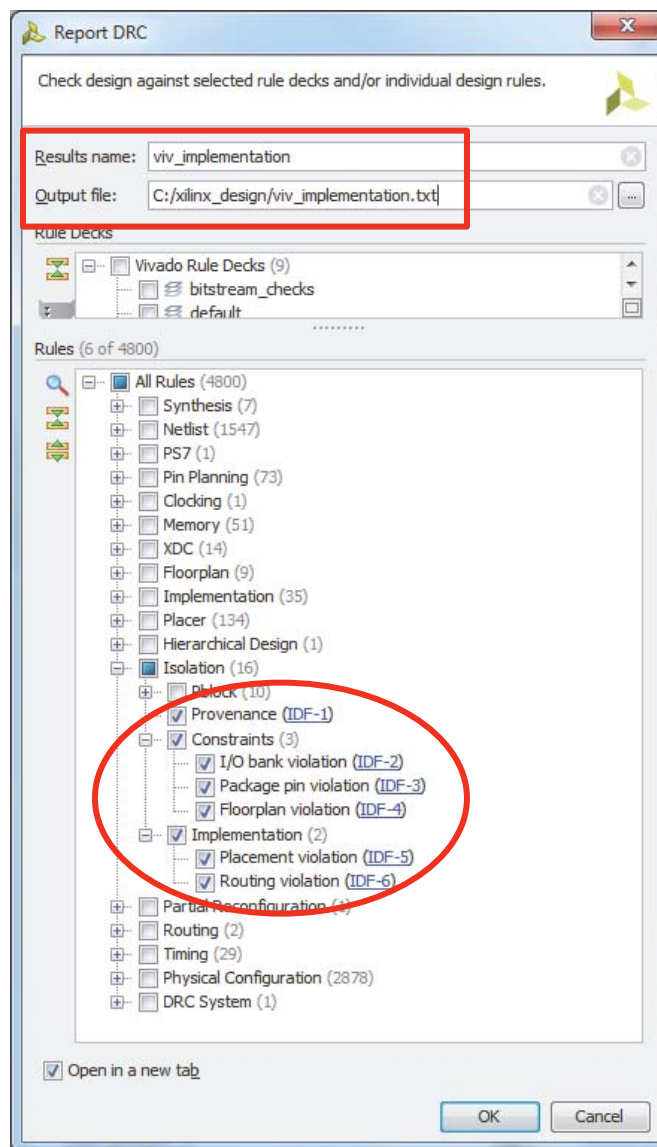 Report DRC
Check design against selected rule decks and/or individual design rules.
Results name: viv_implementation
Output file: C:/xilinx_design/viv_implementation.txt ...
Rule Decks
Vivado Rule Decks (9)
bitstream_checks
default
Rules (6 of 4800)
All Rules (4800)
Synthesis (7)
Netlist (1547)
PS7 (1)
Pin Planning (73)
Clocking (1)
Memory (51)
XDC (14)
Floorplan (9)
Implementation (35)
Placer (134)
Hierarchical Design (1)
Isolation (16)
Pblock (10)
Provenance (IDF-1)
Constraints (3)
I/O bank violation (IDF-2)
Package pin violation (IDF-3)
Floorplan violation (IDF-4)
Implementation (2)
Placement violation (IDF-5)
Routing violation (IDF-6)
Partial Reconfiguration (1)
Routing (2)
Timing (29)
Physical Configuration (2878)
DRC System (1)
Open in a new tab
OK Cancel